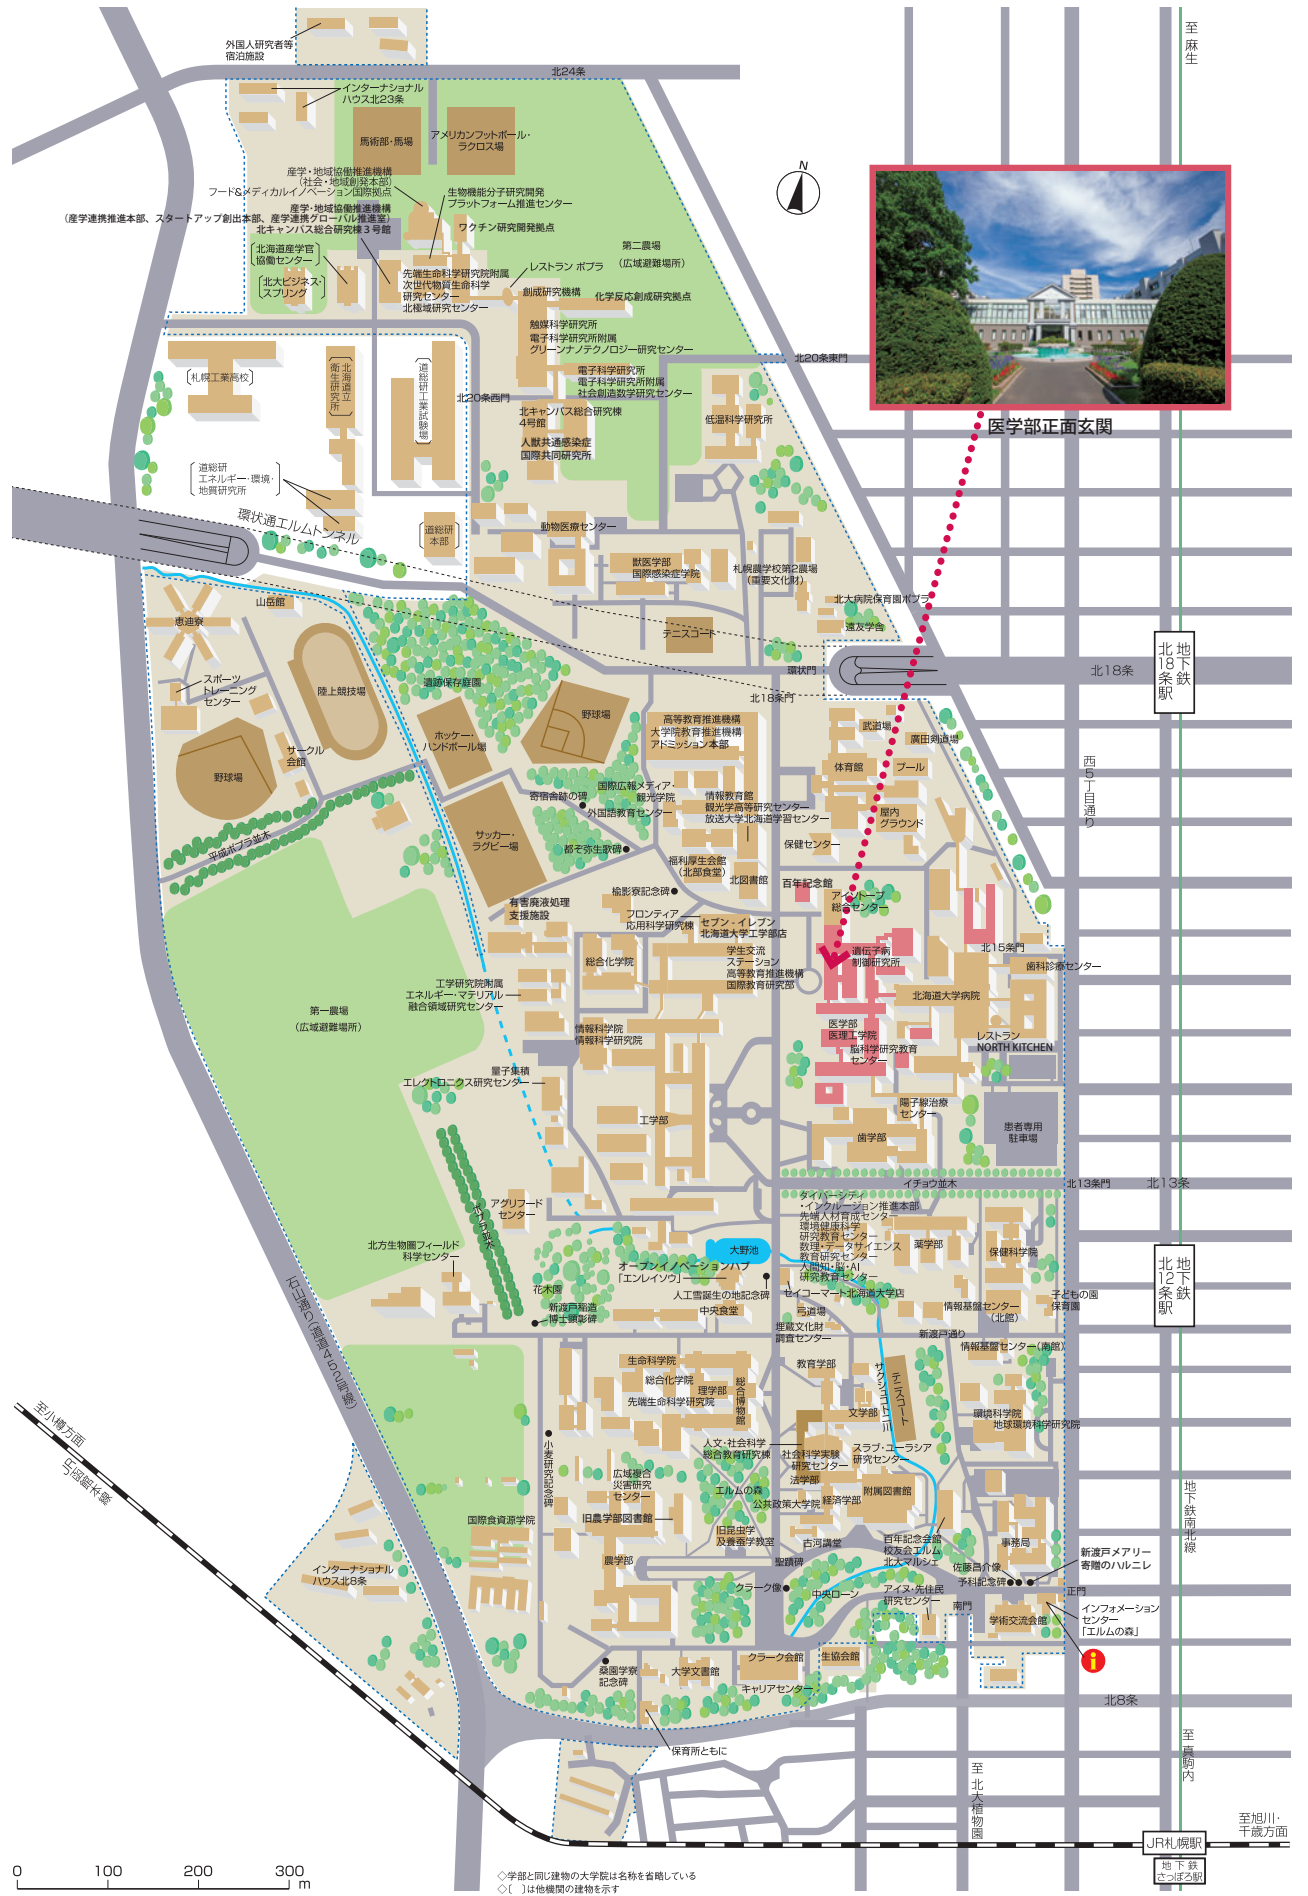 至 麻生
外国人研究者等
宿泊施設
北24条
インターナショナル
ハウス北23条
馬術部・馬場
アメリカンフットボール・
ラクロス場
N
産学・地域協働推進機構
(社会・地域創発本部)
フード&メディカルイノベーション国際拠点
生物機能分子研究開発
プラットフォーム推進センター
産学・地域協働推進機構
(産学連携推進本部、スタートアップ創出本部、産学連携グローバル推進室)
北キャンパス総合研究棟3号館
ワクチン研究開発拠点
第二農場
(広域避難場所)
北海道産学官
協働センター
北大ビジネス・
スプリング
先端生命科学研究院附属
次世代物質生命科学
研究センター
北極域研究センター
レストラン ポプラ
創成研究機構
化学反応創成研究拠点
触媒科学研究所
電子科学研究所附属
グリーンナノテクノロジー研究センター
北20条東門
札幌工業高校
北海道立
衛生研究所
道総研工業試験場
電子科学研究所
電子科学研究所附属
社会創造数学研究センター
北20条西門
北キャンパス総合研究棟
4号館
低温科学研究所
医学部正面玄関
人獣共通感染症
国際共同研究所
道総研
エネルギー・環境・
地質研究所
環状通エルムトンネル
道総研
本部
動物医療センター
獣医学部
国際感染症学院
札幌農学校第2農場
(重要文化財)
北大病院保育園ポプラ
遠友学舎
山岳館
恵迪寮
テニスコート
環状門
北18条
地下鉄
北18条駅
スポーツ
トレーニング
センター
陸上競技場
遺跡保存庭園
北18条門
野球場
高等教育推進機構
大学院教育推進機構
アドミッション本部
武道場
廣田剣道場
ホッケー・
ハンドボール場
サークル
会館
野球場
体育館
プール
西5丁目通り
国際広報メディア・
観光学院
寄宿舎跡の碑
外国語教育センター
情報教育館
観光学高等研究センター
放送大学北海道学習センター
屋内
グラウンド
サッカー・
ラグビー場
平成ポプラ並木
都ぞ弥生歌碑
保健センター
福利厚生会館
(北部食堂)
北図書館
百年記念館
楡影寮記念碑
アイソトープ
総合センター
有害廃液処理
支援施設
フロンティア
応用科学研究棟
セブン-イレブン
北海道大学工学部店
総合化学院
学生交流
ステーション
高等教育推進機構
国際教育研究部
遺伝子病
制御研究所
北15条門
歯科診療センター
工学研究院附属
エネルギー・マテリアル
融合領域研究センター
北海道大学病院
第一農場
(広域避難場所)
情報科学院
情報科学研究院
医学部
医理工学院
レストラン
NORTH KITCHEN
脳科学研究教育
センター
量子集積
エレクトロニクス研究センター
陽子線治療
センター
工学部
患者専用
駐車場
歯学部
イチョウ並木
北13条門
北13条
アグリフード
センター
ポプラ並木
ダイバーシティ
・インクルージョン推進本部
先端人材育成センター
環境健康科学
研究教育センター
数理・データサイエンス
教育研究センター
人間知・脳・AI
研究教育センター
薬学部
保健科学院
北方生物圏フィールド
科学センター
大野池
オープンイノベーションハブ
「エンレイソウ」
地下鉄
北12条駅
花木園
人工雪誕生の地記念碑
セイコーマート北海道大学店
子どもの園
保育園
石山通り(道道452号線)
新渡戸稲造
博士顕彰碑
中央食堂
弓道場
情報基盤センター
(北館)
埋蔵文化財
調査センター
新渡戸通り
情報基盤センター(南館)
生命科学院
教育学部
サクシュコトニ川
テニスコート
総合化学院
理学部
先端生命科学研究院
総合博物館
至小樽方面
JR函館本線
文学部
環境科学院
地球環境科学研究院
小麦研究記念碑
人文・社会科学
総合教育研究棟
社会科学実験
研究センター
スラブ・ユーラシア
研究センター
広域複合
災害研究
センター
法学部
エルムの森
公共政策大学院
経済学部
附属図書館
地下鉄南北線
国際食資源学院
旧農学部図書館
旧昆虫学
及養蚕学教室
古河講堂
百年記念会館
校友会エルム
北大マルシェ
事務局
新渡戸メアリー
寄贈のハルニレ
農学部
聖蹟碑
佐藤昌介像
予科記念碑
インターナショナル
ハウス北8条
クラーク像
中央ローン
アイヌ・先住民
研究センター
正門
南門
学術交流会館
インフォメーション
センター
「エルムの森」
i
クラーク会館
生協会館
桑園学寮
記念碑
大学文書館
キャリアセンター
北8条
保育所ともに
至 真駒内
至 北大植物園
至旭川・
千歳方面
JR札幌駅
地下鉄
さっぽろ駅
0 100 200 300
m
◇学部と同じ建物の大学院は名称を省略している
◇〔 〕は他機関の建物を示す